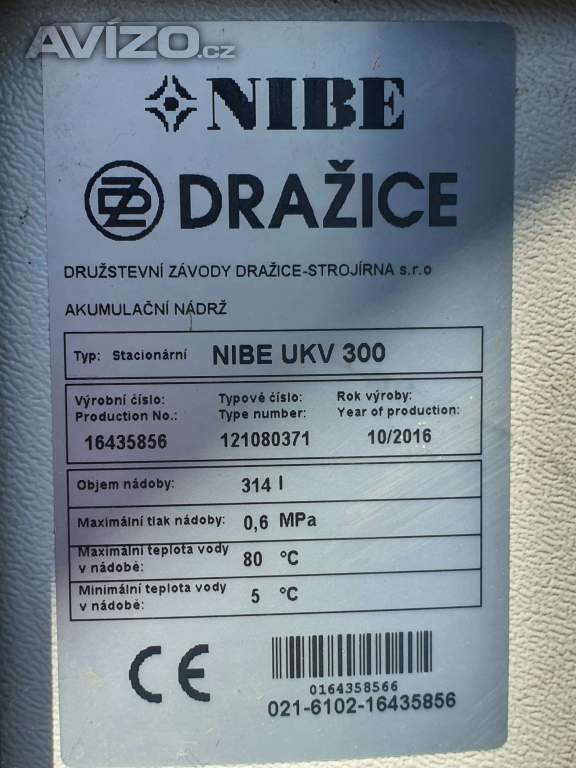 AVÍZO.cz
NIBE
DZD DRAŽICE
DRUŽSTEVNÍ ZÁVODY DRAŽICE-STROJÍRNA s.r.o
AKUMULAČNÍ NÁDRŽ
Typ: Stacionární NIBE UKV 300
Výrobní číslo: Typové číslo: Rok výroby:
Production No.: Type number: Year of production:
16435856 121080371 10/2016
Objem nádoby: 314 l
Maximální tlak nádoby: 0,6 MPa
Maximální teplota vody
v nádobě: 80 °C
Minimální teplota vody
v nádobě: 5 °C
CE
0164358566
021-6102-16435856